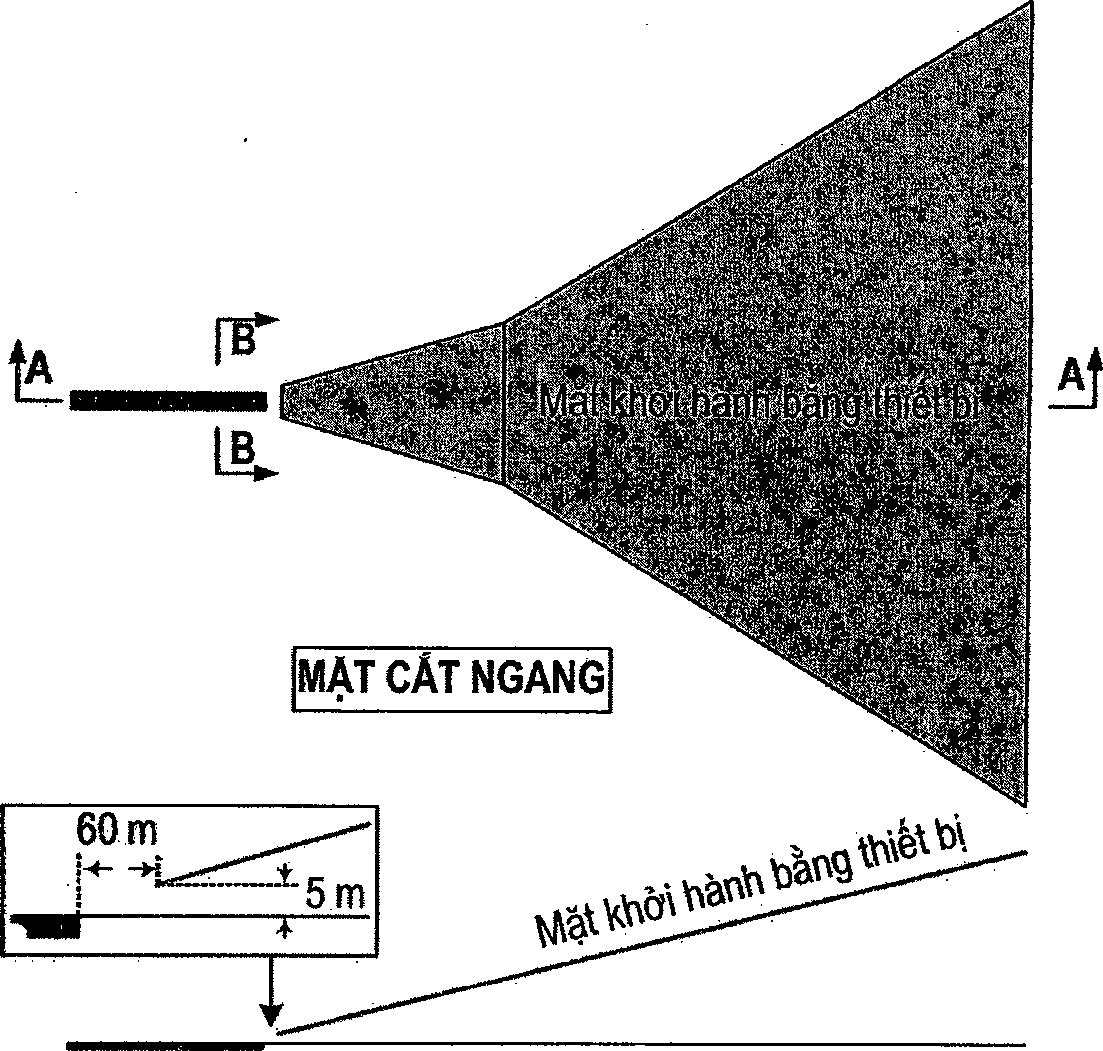 B
A
Mặt khởi hành bằng thiết bị
A
B
MẶT CẮT NGANG
60 m
5 m
Mặt khởi hành bằng thiết bị